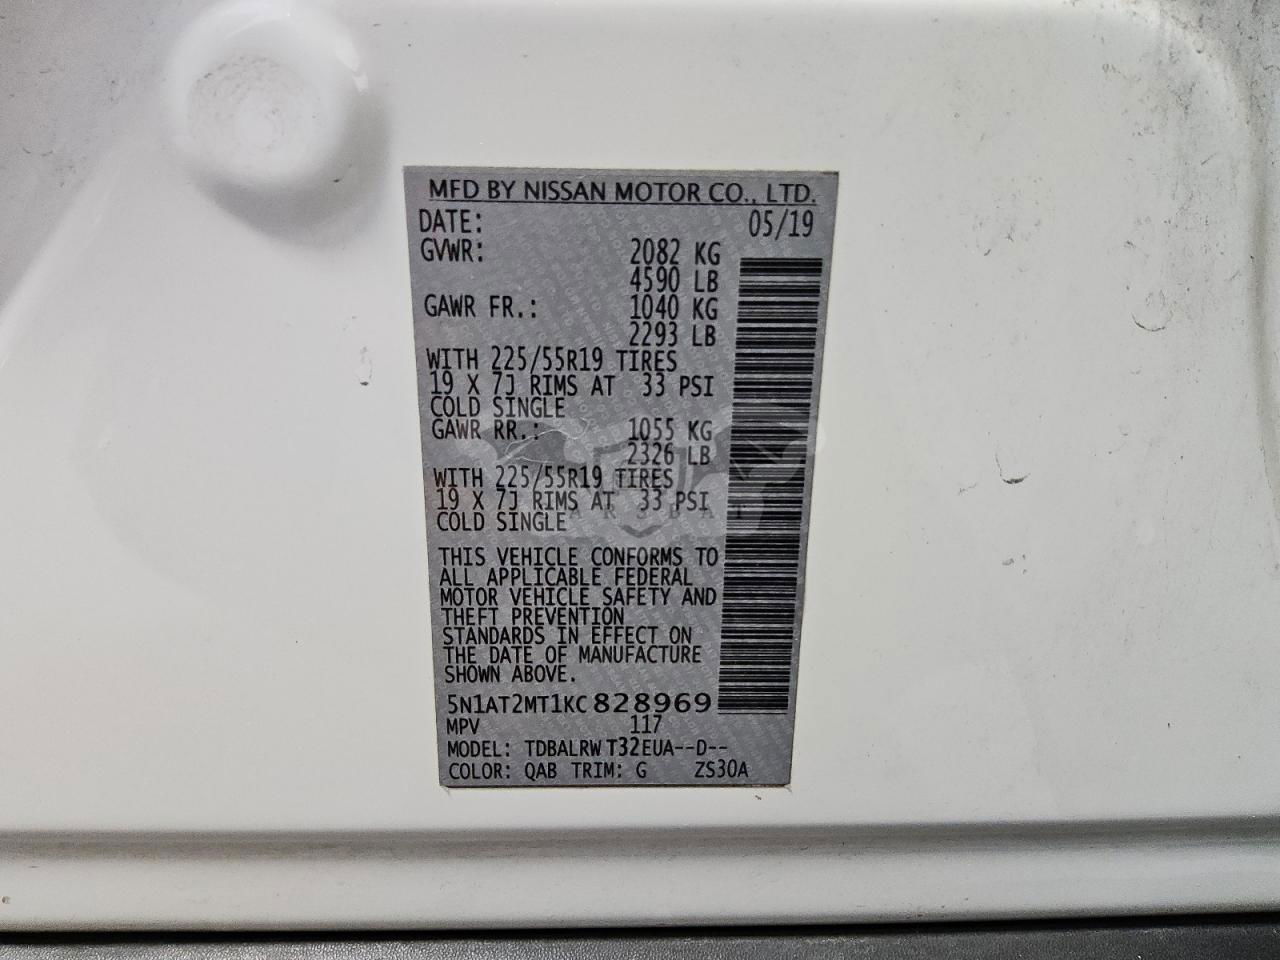 MFD BY NISSAN MOTOR CO., LTD.
DATE: 05/19
GVWR: 2082 KG
4590 LB
GAWR FR.: 1040 KG
2293 LB
WITH 225/55R19 TIRES
19 X 7J RIMS AT 33 PSI
COLD SINGLE
GAWR RR.: 1055 KG
2326 LB
WITH 225/55R19 TIRES
19 X 7J RIMS AT 33 PSI
COLD SINGLE
THIS VEHICLE CONFORMS TO
ALL APPLICABLE FEDERAL
MOTOR VEHICLE SAFETY AND
THEFT PREVENTION
STANDARDS IN EFFECT ON
THE DATE OF MANUFACTURE
SHOWN ABOVE.
5N1AT2MT1KC828969
MPV 117
MODEL: TDBALRWT32EUA--D--
COLOR: QAB TRIM: G ZS30A